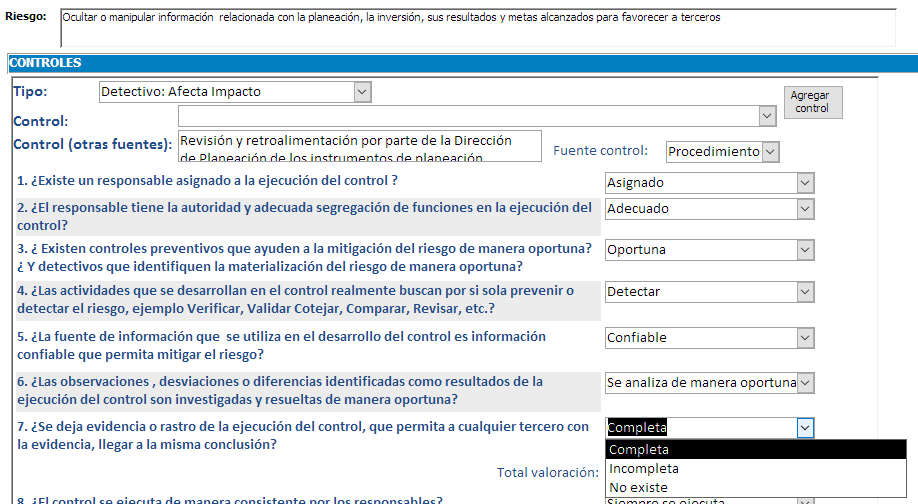 Riesgo: Ocultar o manipular información relacionada con la planeación, la inversión, sus resultados y metas alcanzados para favorecer a terceros
CONTROLES
Tipo: Detectivo: Afecta Impacto
Agregar
control
Control:
Control (otras fuentes): Revisión y retroalimentación por parte de la Dirección
de Planeación de los instrumentos de planeación
Fuente control: Procedimiento
1. ¿Existe un responsable asignado a la ejecución del control ? Asignado
2. ¿El responsable tiene la autoridad y adecuada segregación de funciones en la ejecución del Adecuado
control?
3. ¿ Existen controles preventivos que ayuden a la mitigación del riesgo de manera oportuna? Oportuna
¿ Y detectivos que identifiquen la materialización del riesgo de manera oportuna?
4. ¿Las actividades que se desarrollan en el control realmente buscan por si sola prevenir o Detectar
detectar el riesgo, ejemplo Verificar, Validar Cotejar, Comparar, Revisar, etc.?
5. ¿La fuente de información que se utiliza en el desarrollo del control es información Confiable
confiable que permita mitigar el riesgo?
6. ¿Las observaciones , desviaciones o diferencias identificadas como resultados de la Se analiza de manera oportuna
ejecución del control son investigadas y resueltas de manera oportuna?
7. ¿Se deja evidencia o rastro de la ejecución del control, que permita a cualquier tercero con Completa
la evidencia, llegar a la misma conclusión?
Completa
Incompleta
No existe
Total valoración:
8. ¿El control se ejecuta de manera consistente por los responsables? Siempre se ejecuta